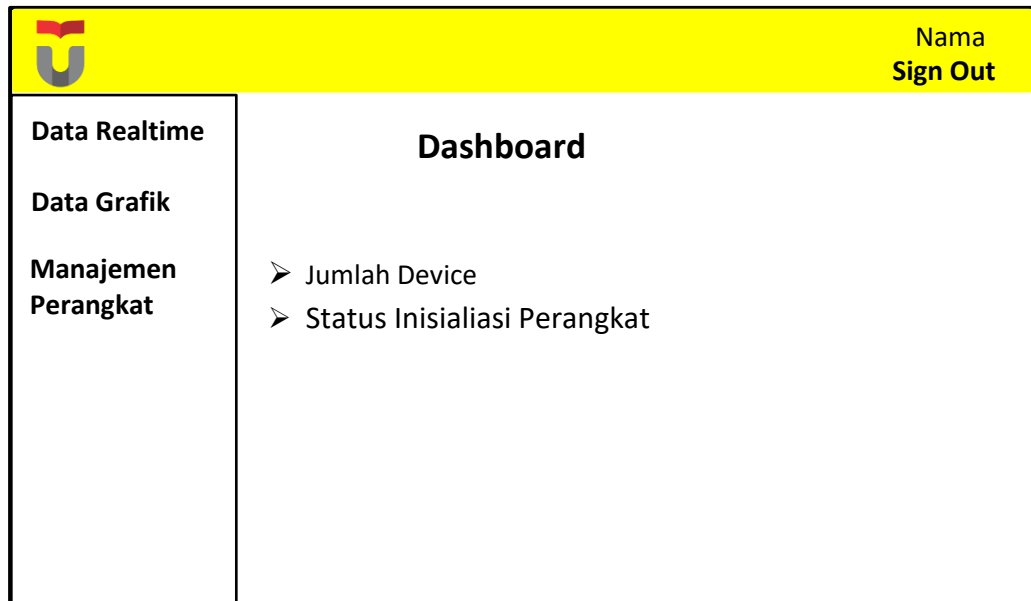 Nama
Sign Out
Data Realtime
Data Grafik
Manajemen
Perangkat
Dashboard
➢ Jumlah Device
➢ Status Inisialiasi Perangkat